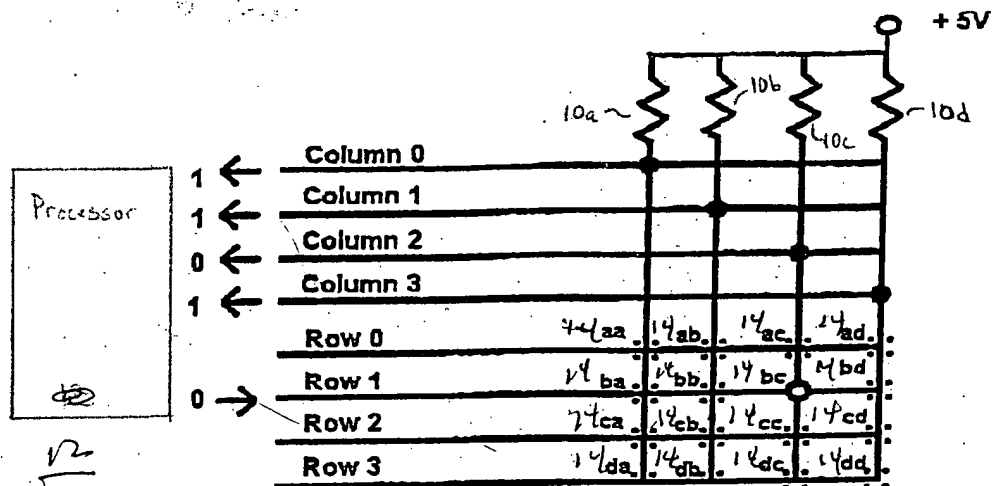 + 5V
10a 10b 10c 10d
Column 0
1
Processor
Column 1
1
Column 2
0
Column 3
1
Row 0 14aa 14ab 14ac 14ad
Row 1 14ba 14bb 14bc 14bd
0
Row 2 14ca 14cb 14cc 14cd
12
Row 3 14da 14db 14dc 14dd